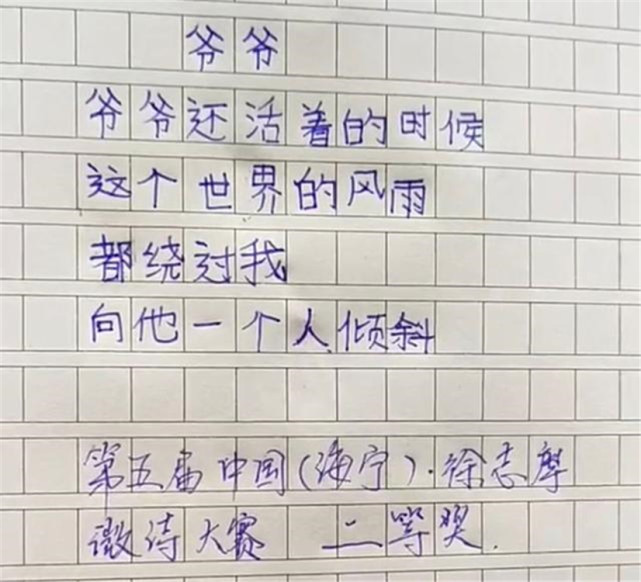 爷爷
爷爷还活着的时候
这个世界的风雨
都绕过我
向他一个人倾斜
第五届中国(海宁)·徐志摩
微诗大赛 二等奖.